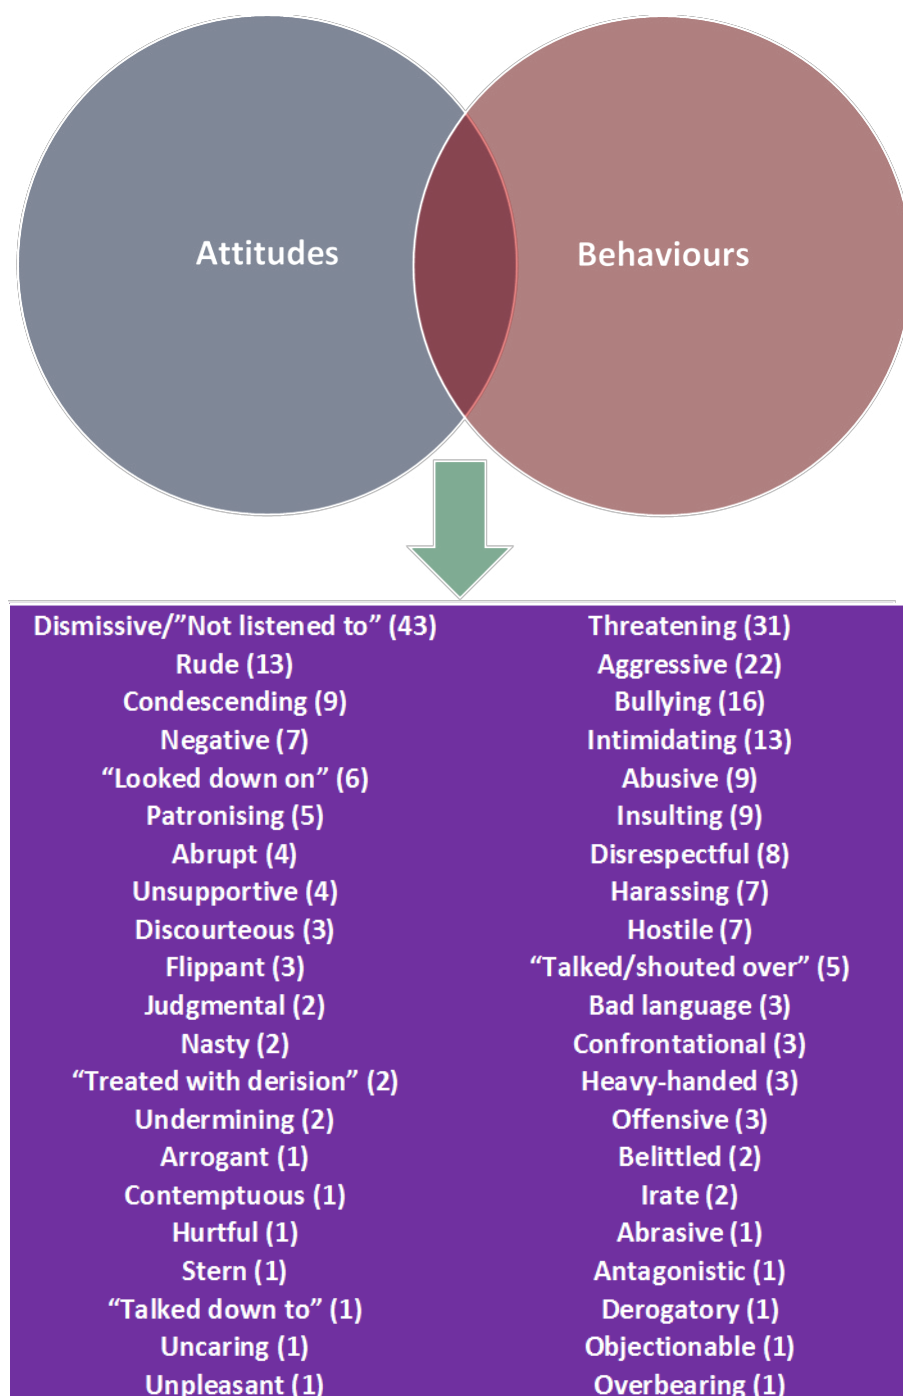 Attitudes
Behaviours
Dismissive/”Not listened to” (43)
Rude (13)
Condescending (9)
Negative (7)
“Looked down on” (6)
Patronising (5)
Abrupt (4)
Unsupportive (4)
Discourteous (3)
Flippant (3)
Judgmental (2)
Nasty (2)
“Treated with derision” (2)
Undermining (2)
Arrogant (1)
Contemptuous (1)
Hurtful (1)
Stern (1)
“Talked down to” (1)
Uncaring (1)
Unpleasant (1)
Threatening (31)
Aggressive (22)
Bullying (16)
Intimidating (13)
Abusive (9)
Insulting (9)
Disrespectful (8)
Harassing (7)
Hostile (7)
“Talked/shouted over” (5)
Bad language (3)
Confrontational (3)
Heavy-handed (3)
Offensive (3)
Belittled (2)
Irate (2)
Abrasive (1)
Antagonistic (1)
Derogatory (1)
Objectionable (1)
Overbearing (1)